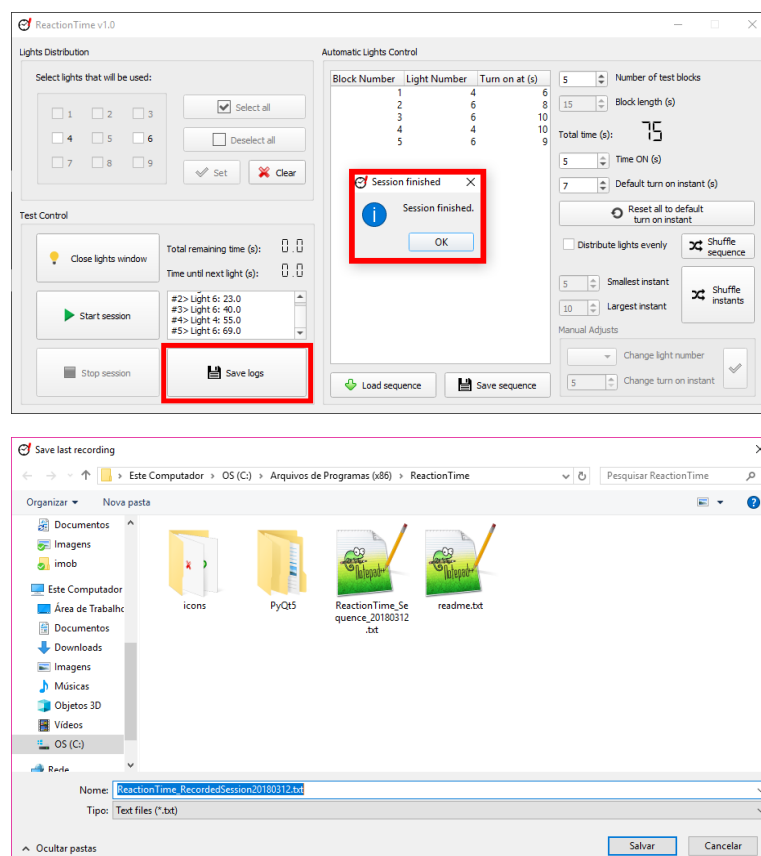 ReactionTime v1.0
Lights Distribution
Select lights that will be used:
1 2 3
4 5 6
7 8 9
Select all
Deselect all
Set Clear
Test Control
Close lights window
Total remaining time (s): 0.0
Time until next light (s): 0.0
Start session
#2> Light 6: 23.0
#3> Light 6: 40.0
#4> Light 4: 55.0
#5> Light 6: 69.0
Stop session
Save logs
Automatic Lights Control
Block Number Light Number Turn on at (s)
1 4 6
2 6 8
3 6 10
4 4 10
5 6 9
Session finished
Session finished.
OK
Load sequence
Save sequence
5 Number of test blocks
15 Block length (s)
Total time (s): 75
5 Time ON (s)
7 Default turn on instant (s)
Reset all to default
turn on instant
Distribute lights evenly
Shuffle
sequence
5 Smallest instant
10 Largest instant
Shuffle
instants
Manual Adjusts
Change light number
5 Change turn on instant
Save last recording
Este Computador > OS (C:) > Arquivos de Programas (x86) > ReactionTime
Pesquisar ReactionTime
Organizar Nova pasta
Documentos
Imagens
imob
Este Computador
Área de Trabalho
Documentos
Downloads
Imagens
Músicas
Objetos 3D
Vídeos
OS (C:)
Rede
icons
PyQt5
Notepad++
ReactionTime_Se
quence_20180312
.txt
Notepad++
readme.txt
Nome: ReactionTime_RecordedSession20180312.txt
Tipo: Text files (*.txt)
Ocultar pastas
Salvar
Cancelar